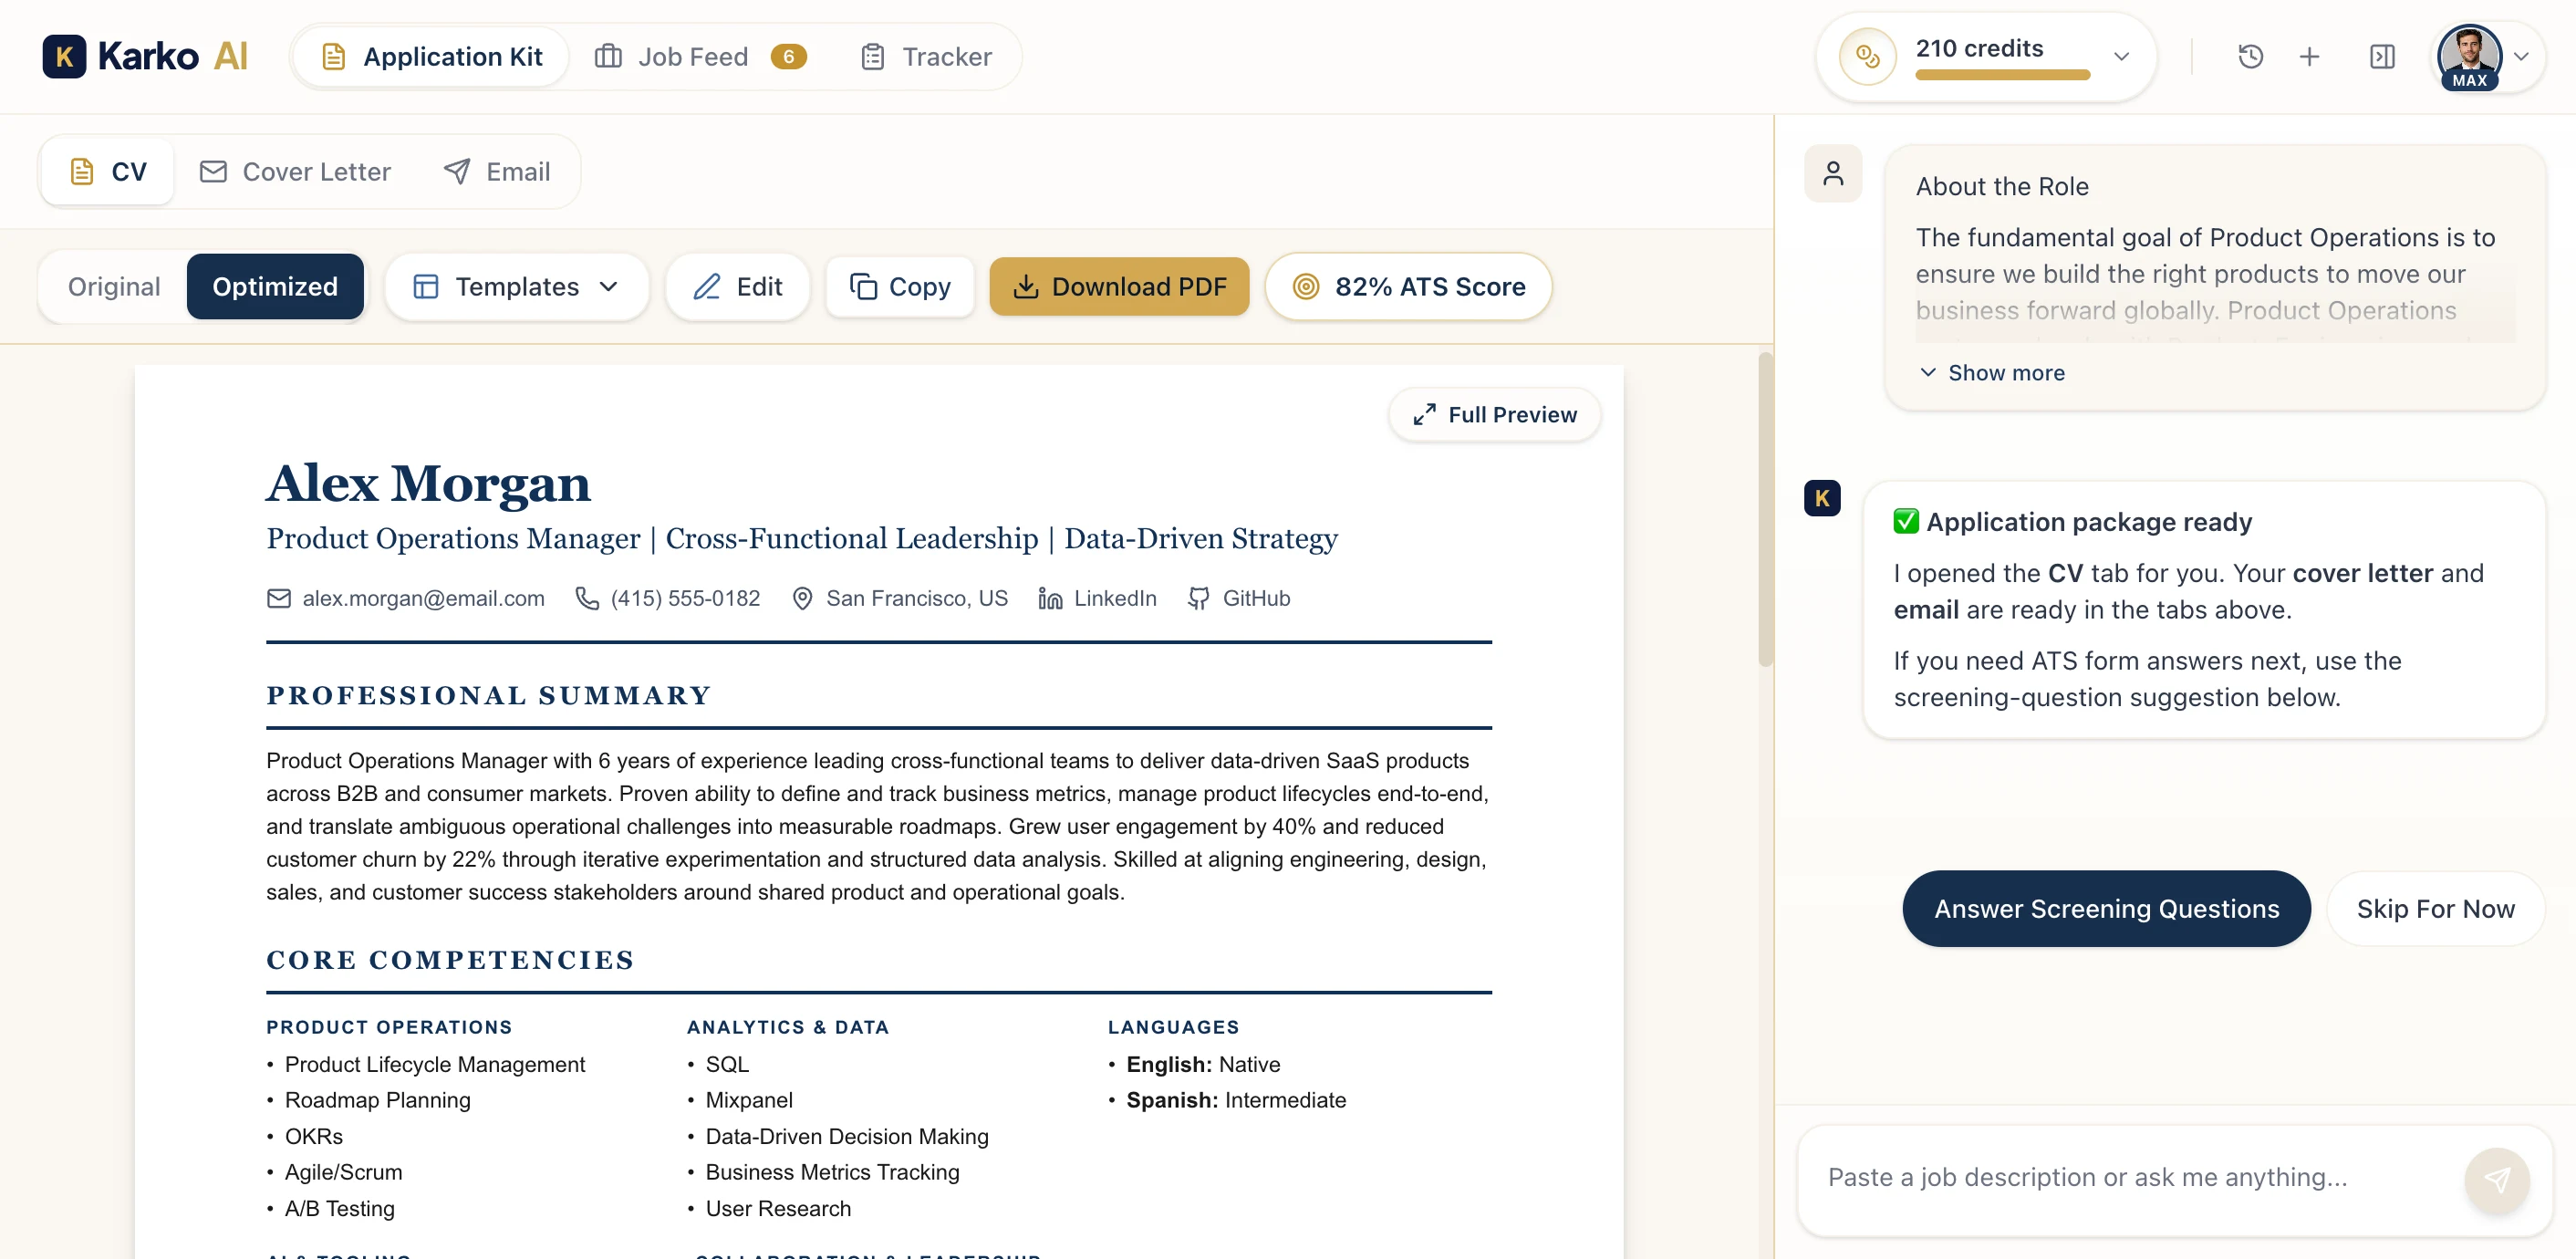 K Karko AI
Application Kit
Job Feed 6
Tracker
210 credits
MAX
CV
Cover Letter
Email
Original
Optimized
Templates
Edit
Copy
Download PDF
82% ATS Score
Full Preview
Alex Morgan
Product Operations Manager | Cross-Functional Leadership | Data-Driven Strategy
alex.morgan@email.com (415) 555-0182 San Francisco, US LinkedIn GitHub
PROFESSIONAL SUMMARY
Product Operations Manager with 6 years of experience leading cross-functional teams to deliver data-driven SaaS products
across B2B and consumer markets. Proven ability to define and track business metrics, manage product lifecycles end-to-end,
and translate ambiguous operational challenges into measurable roadmaps. Grew user engagement by 40% and reduced
customer churn by 22% through iterative experimentation and structured data analysis. Skilled at aligning engineering, design,
sales, and customer success stakeholders around shared product and operational goals.
CORE COMPETENCIES
PRODUCT OPERATIONS
• Product Lifecycle Management
• Roadmap Planning
• OKRs
• Agile/Scrum
• A/B Testing
ANALYTICS & DATA
• SQL
• Mixpanel
• Data-Driven Decision Making
• Business Metrics Tracking
• User Research
LANGUAGES
• English: Native
• Spanish: Intermediate
About the Role
The fundamental goal of Product Operations is to
ensure we build the right products to move our
business forward globally. Product Operations
Show more
K
✅ Application package ready
I opened the CV tab for you. Your cover letter and
email are ready in the tabs above.
If you need ATS form answers next, use the
screening-question suggestion below.
Answer Screening Questions
Skip For Now
Paste a job description or ask me anything...